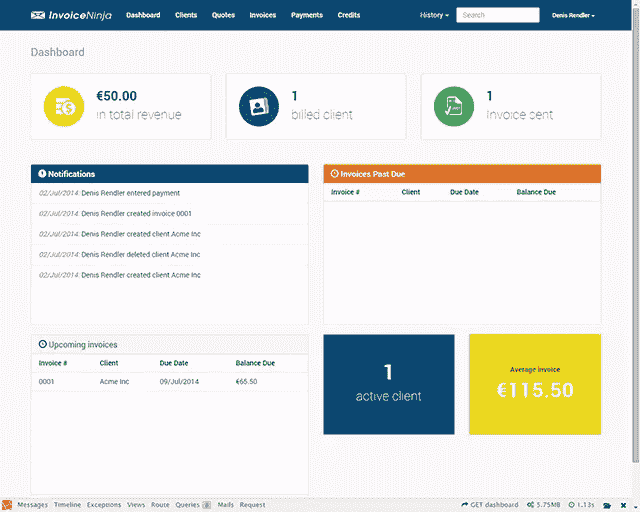 InvoiceNinja Dashboard Clients Quotes Invoices Payments Credits History Search Denis Rendler
Dashboard
€50.00
in total revenue
1
billed client
1
invoice sent
Notifications
02/Jul/2014: Denis Rendler entered payment
02/Jul/2014: Denis Rendler created invoice 0001
02/Jul/2014: Denis Rendler created client Acme Inc
02/Jul/2014: Denis Rendler deleted client Acme Inc
02/Jul/2014: Denis Rendler created client Acme Inc
Invoices Past Due
Invoice # Client Due Date Balance Due
Upcoming invoices
Invoice # Client Due Date Balance Due
0001 Acme Inc 09/Jul/2014 €65.50
1
active client
Average invoice
€115.50
Messages Timeline Exceptions Views Route Queries Mails Request GET dashboard 5.75MB 1.13s